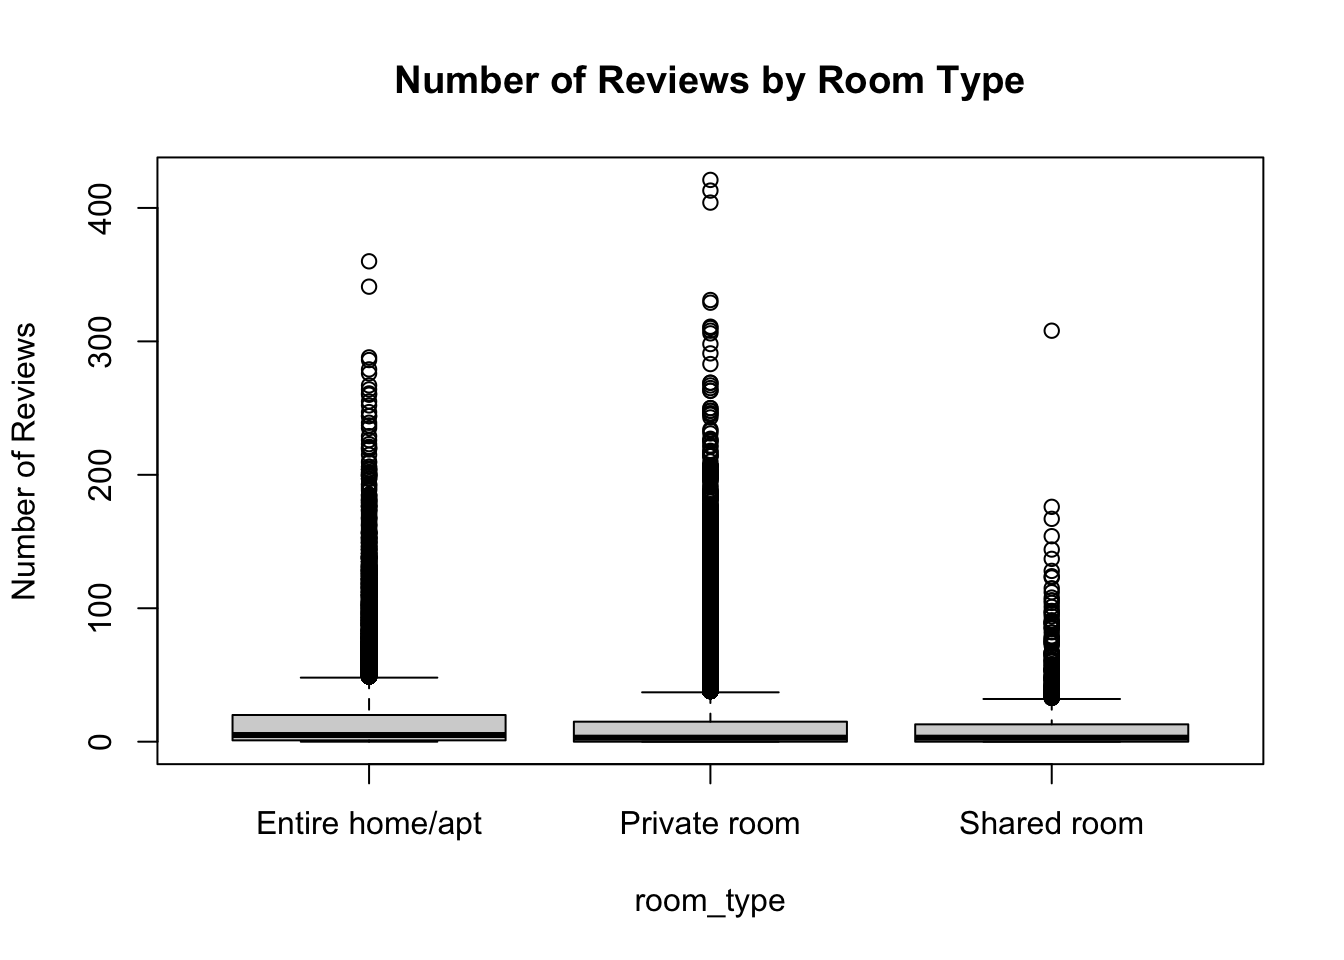 Number of Reviews by Room Type
Number of Reviews
400
300
200
100
0
Entire home/apt
Private room
Shared room
room_type